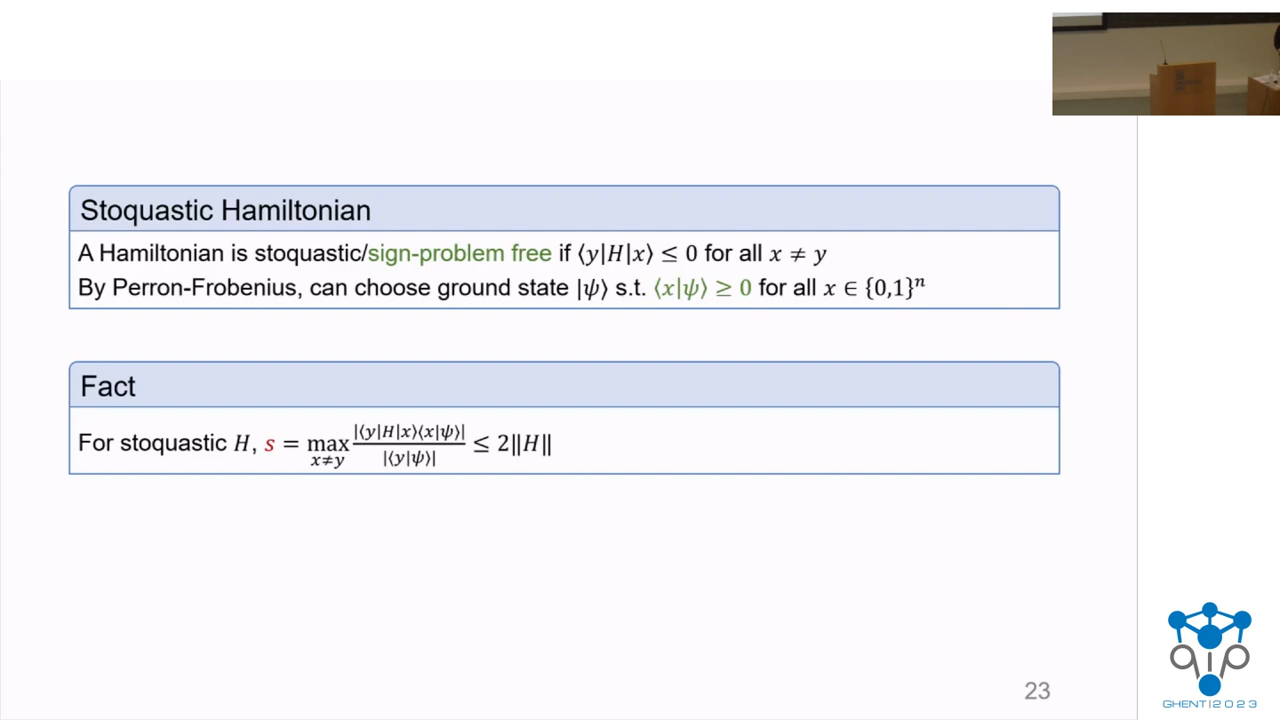 Stoquastic Hamiltonian
A Hamiltonian is stoquastic/sign-problem free if ⟨y|H|x⟩ ≤ 0 for all x ≠ y
By Perron-Frobenius, can choose ground state |ψ⟩ s.t. ⟨x|ψ⟩ ≥ 0 for all x ∈ {0,1}ⁿ
Fact
For stoquastic H, s = max_{x≠y} |⟨y|H|x⟩⟨x|ψ⟩| / |⟨y|ψ⟩| ≤ 2‖H‖
23
qip
GHENT|2023